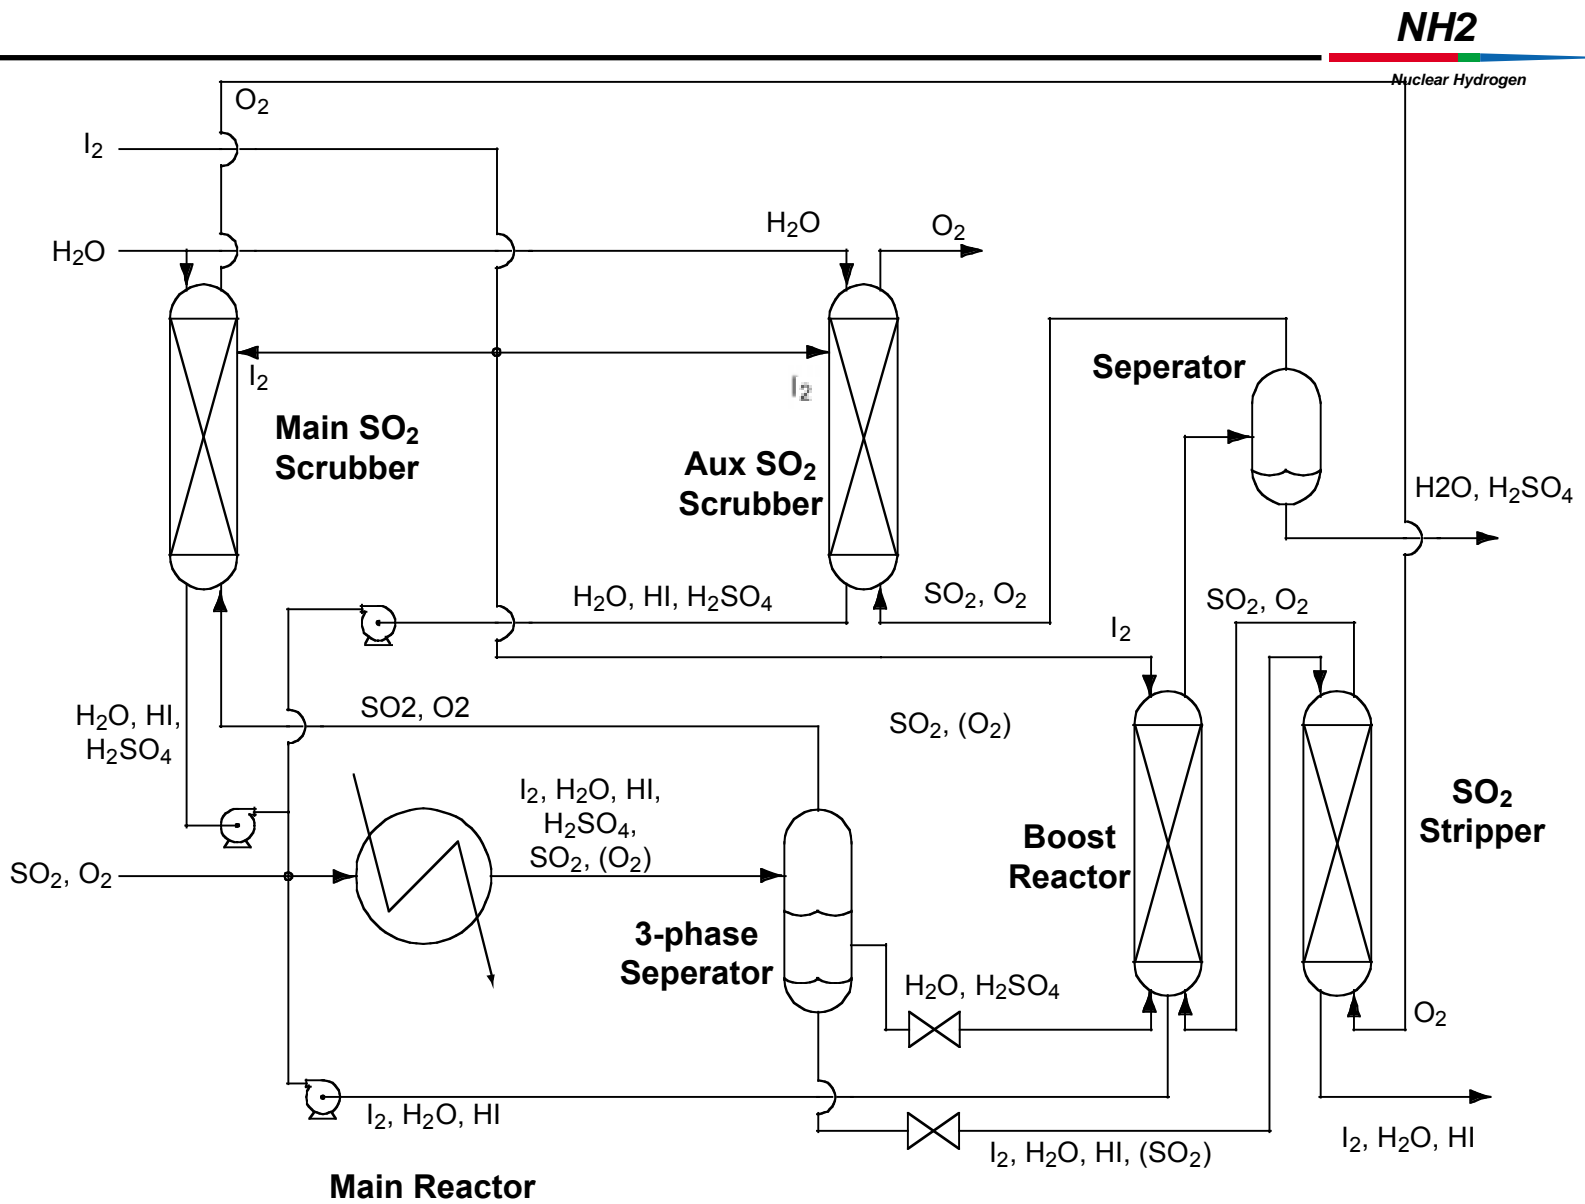 NH2
Nuclear Hydrogen
O2
I2
H2O
H2O
O2
I2
I2
Seperator
Main SO2
Scrubber
Aux SO2
Scrubber
H2O, H2SO4
H2O, HI, H2SO4
SO2, O2
SO2, O2
I2
H2O, HI,
H2SO4
SO2, O2
SO2, (O2)
I2, H2O, HI,
H2SO4,
SO2, (O2)
SO2
Stripper
Boost
Reactor
SO2, O2
3-phase
Seperator
H2O, H2SO4
O2
I2, H2O, HI
I2, H2O, HI, (SO2)
I2, H2O, HI
Main Reactor